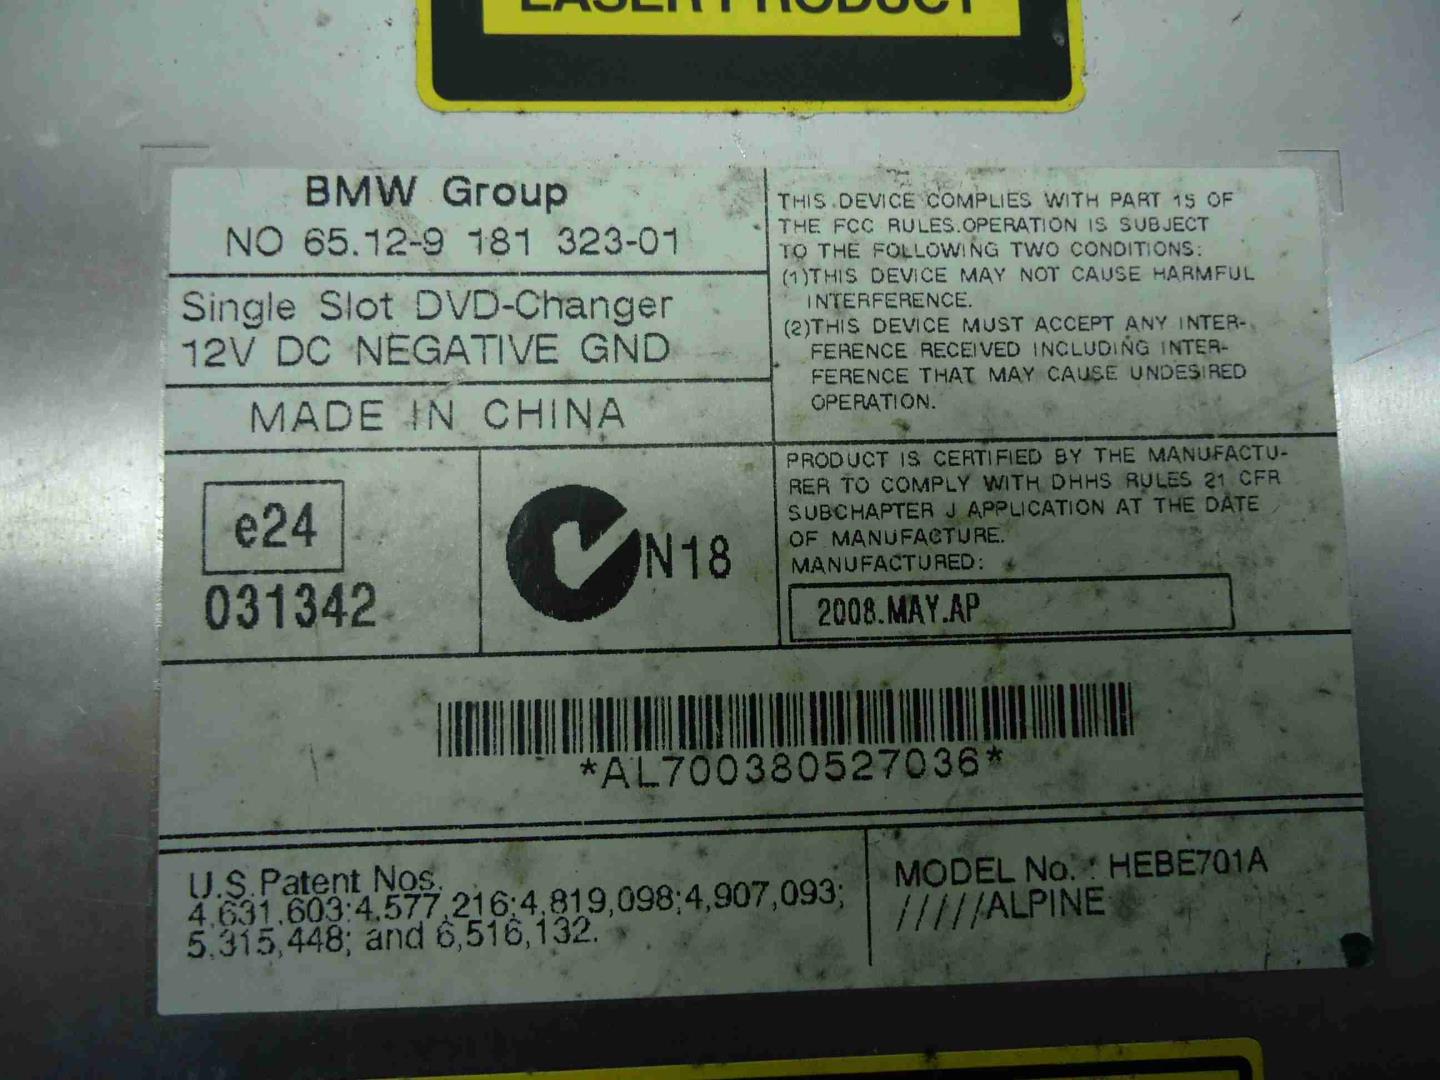 LASER PRODUCT
BMW Group
NO 65.12-9 181 323-01
Single Slot DVD-Changer
12V DC NEGATIVE GND
MADE IN CHINA
e24
031342
N18
THIS DEVICE COMPLIES WITH PART 15 OF
THE FCC RULES.OPERATION IS SUBJECT
TO THE FOLLOWING TWO CONDITIONS:
(1)THIS DEVICE MAY NOT CAUSE HARMFUL
INTERFERENCE.
(2)THIS DEVICE MUST ACCEPT ANY INTER-
FERENCE RECEIVED INCLUDING INTER-
FERENCE THAT MAY CAUSE UNDESIRED
OPERATION.
PRODUCT IS CERTIFIED BY THE MANUFACTU-
RER TO COMPLY WITH DHHS RULES 21 CFR
SUBCHAPTER J APPLICATION AT THE DATE
OF MANUFACTURE.
MANUFACTURED:
2008.MAY.AP
*AL700380527036*
U.S.Patent Nos.
4,631,603;4,577,216;4,819,098;4,907,093;
5,315,448; and 6,516,132.
MODEL No. : HEBE701A
/////ALPINE